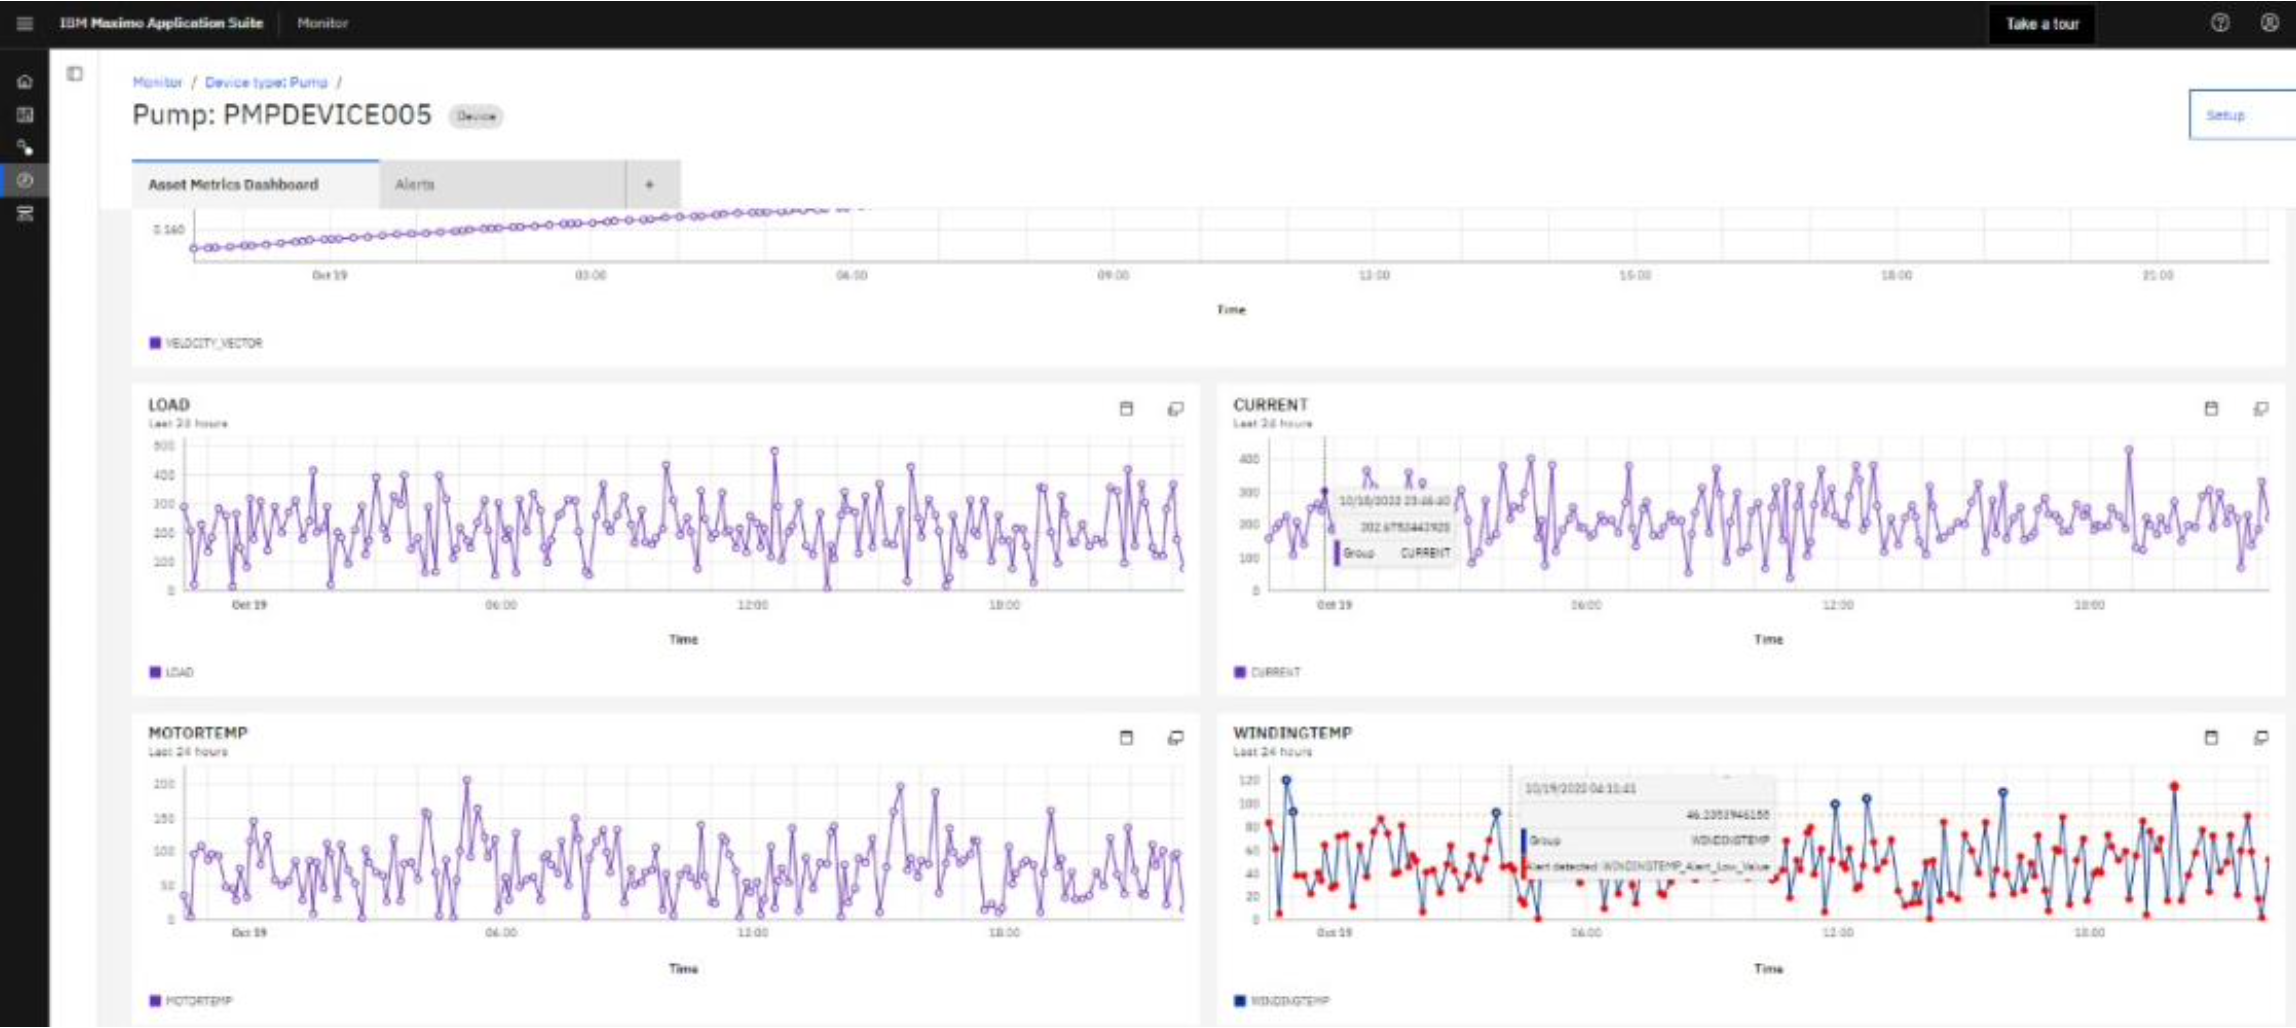 IBM Maximo Application Suite Monitor Take a tour
Monitor / Device type: Pump /
Pump: PMPDEVICE005 Device
Setup
Asset Metrics Dashboard Alerts +
0.160
Oct 19 03:00 06:00 09:00 12:00 15:00 18:00 21:00
Time
VELOCITY_VECTOR
LOAD
Last 24 hours
500
400
300
200
100
0
Oct 19 06:00 12:00 18:00
Time
LOAD
CURRENT
Last 24 hours
400
300
200
100
0
10/18/2022 23:46:40
Group CURRENT
Oct 19 06:00 12:00 18:00
Time
CURRENT
MOTORTEMP
Last 24 hours
200
150
100
50
0
Oct 19 06:00 12:00 18:00
Time
MOTORTEMP
WINDINGTEMP
Last 24 hours
120
100
80
60
40
20
0
10/19/2022 04:11:41
Group WINDINGTEMP
Alert detected WINDINGTEMP_Alert_Low_Value
Oct 19 06:00 12:00 18:00
Time
WINDINGTEMP